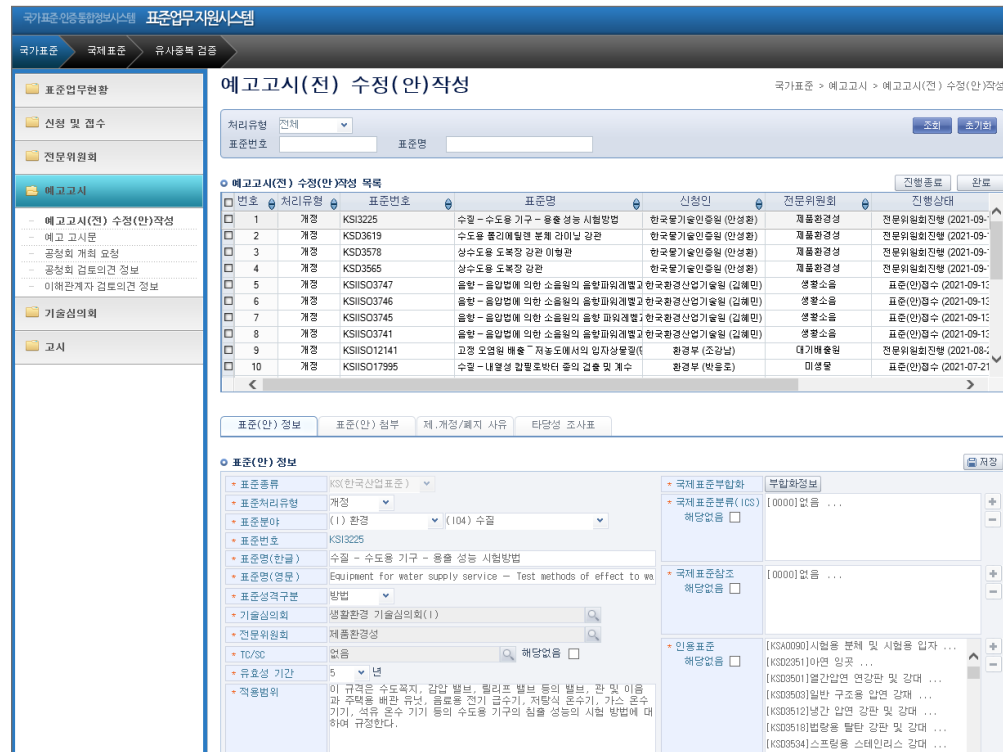 국가표준·인증통합정보시스템 표준업무지원시스템
국가표준 국제표준 유사중복 검증
표준업무현황
신청 및 접수
전문위원회
예고고시
예고고시(전) 수정(안)작성
예고 고시문
공청회 개최 요청
공청회 검토의견 정보
이해관계자 검토의견 정보
기술심의회
고시
예고고시(전) 수정(안)작성
국가표준 > 예고고시 > 예고고시(전) 수정(안)작성
처리유형 전체 조회 초기화
표준번호 표준명
예고고시(전) 수정(안)작성 목록 진행종료 완료
번호 처리유형 표준번호 표준명 신청인 전문위원회 진행상태
1 개정 KSI3225 수질 – 수도용 기구 – 용출 성능 시험방법 한국물기술인증원 (안성환) 제품환경성 전문위원회진행 (2021-09-
2 개정 KSD3619 수도용 폴리에틸렌 분체 라이닝 강관 한국물기술인증원 (안성환) 제품환경성 전문위원회진행 (2021-09-
3 개정 KSD3578 상수도용 도복장 강관 이형관 한국물기술인증원 (안성환) 제품환경성 전문위원회진행 (2021-09-
4 개정 KSD3565 상수도용 도복장 강관 한국물기술인증원 (안성환) 제품환경성 전문위원회진행 (2021-09-
5 개정 KSIISO3747 음향 – 음압법에 의한 소음원의 음향파워레벨과 한국환경산업기술원 (김혜민) 생활소음 표준(안)접수 (2021-09-13
6 개정 KSIISO3746 음향 – 음압법에 의한 소음원의 음향파워레벨과 한국환경산업기술원 (김혜민) 생활소음 표준(안)접수 (2021-09-13
7 개정 KSIISO3745 음향 – 음압법에 의한 소음원의 음향 파워레벨과 한국환경산업기술원 (김혜민) 생활소음 표준(안)접수 (2021-09-13
8 개정 KSIISO3741 음향 – 음압법에 의한 소음원의 음향파워레벨과 한국환경산업기술원 (김혜민) 생활소음 표준(안)접수 (2021-09-13
9 개정 KSIISO12141 고정 오염원 배출 – 저농도에서의 입자상물질( 환경부 (조강남) 대기배출원 전문위원회진행 (2021-08-2
10 개정 KSIISO17995 수질 – 내열성 캄필로박터 종의 검출 및 계수 환경부 (박응로) 미생물 표준(안)접수 (2021-07-21
표준(안) 정보 표준(안) 첨부 제.개정/폐지 사유 타당성 조사표
표준(안) 정보 저장
* 표준종류 KS(한국산업표준)
* 표준처리유형 개정
* 표준분야 (I) 환경 (I04) 수질
* 표준번호 KSI3225
* 표준명(한글) 수질 – 수도용 기구 – 용출 성능 시험방법
* 표준명(영문) Equipment for water supply service — Test methods of effect to wa
* 표준성격구분 방법
* 기술심의회 생활환경 기술심의회(I)
* 전문위원회 제품환경성
* TC/SC 없음 해당없음
* 유효성 기간 5 년
* 적용범위 이 규격은 수도꼭지, 감압 밸브, 릴리프 밸브 등의 밸브, 관 및 이음
과 주택용 배관 유닛, 음료용 전기 급수기, 저탕식 온수기, 가스 온수
기기, 석유 온수 기기 등의 수도용 기구의 침출 성능의 시험 방법에 대
하여 규정한다.
* 국제표준부합화 부합화정보
* 국제표준분류(ICS) [0000]없음 ...
해당없음
* 국제표준참조 [0000]없음 ...
해당없음
* 인용표준 [KSA0090]시험용 분체 및 시험용 입자 ...
해당없음 [KSD2351]아연 잉곳 ...
[KSD3501]열간압연 연강판 및 강대 ...
[KSD3503]일반 구조용 압연 강재 ...
[KSD3512]냉간 압연 강판 및 강대 ...
[KSD3518]법랑용 탈탄 강판 및 강대 ...
[KSD3534]스프링용 스테인리스 강대 ...